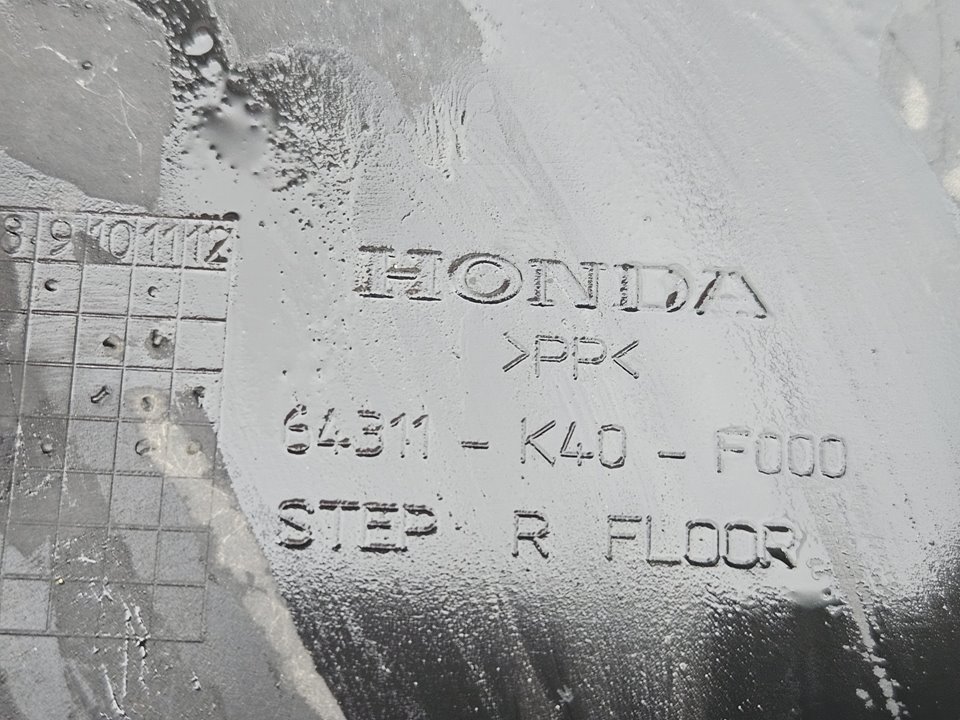 8 9 10 11 12
HONDA
>PP<
64311 - K40 - F000
STEP R FLOOR